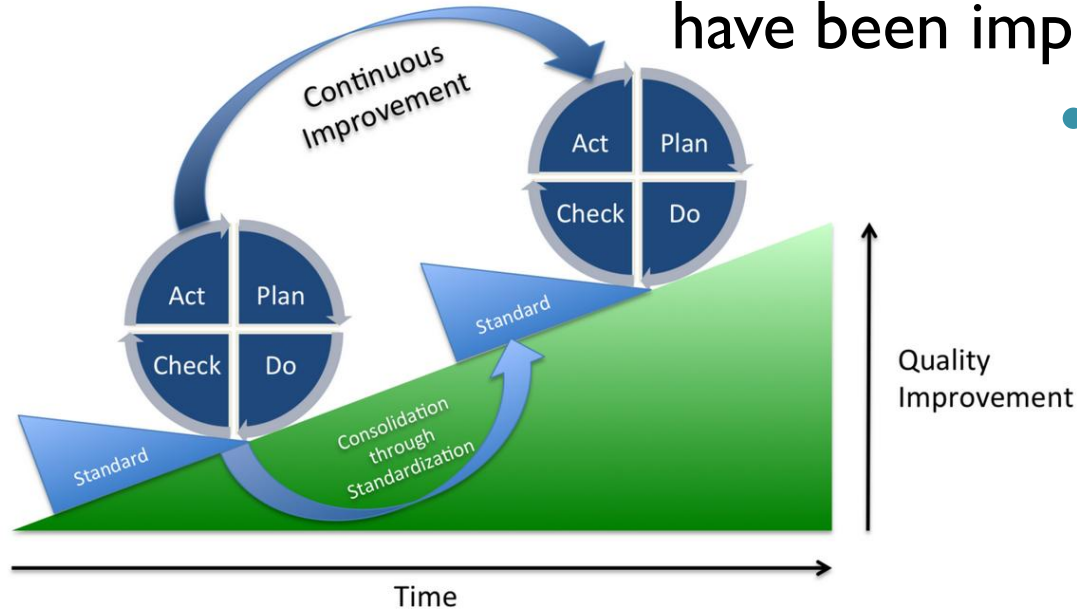 have been imp
Continuous
Improvement
Act
Plan
Check
Do
Act
Plan
Check
Do
Standard
Standard
Consolidation
through
Standardization
Quality
Improvement
Time